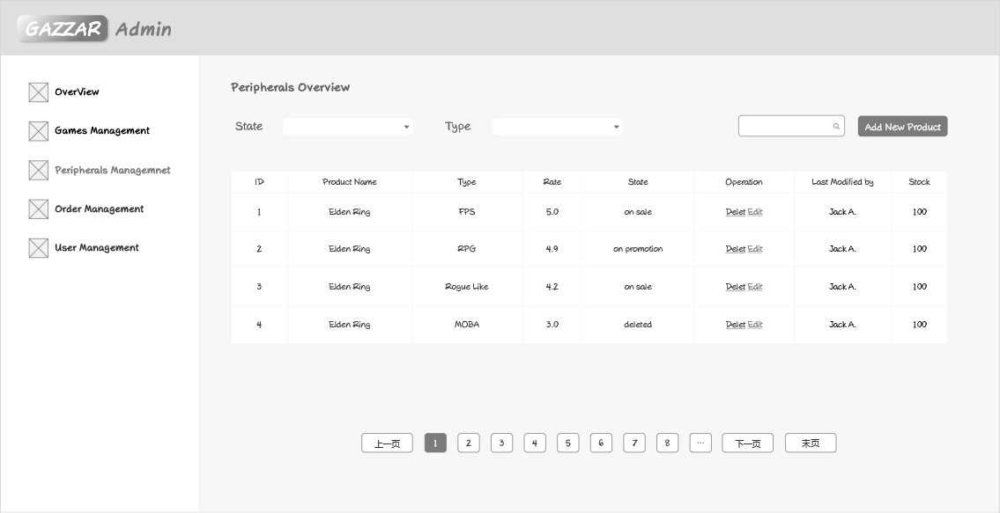 GAZZAR Admin
OverView
Games Management
Peripherals Managemnet
Order Management
User Management
Peripherals Overview
State Type Add New Product
ID Product Name Type Rate State Operation Last Modified by Stock
1 Elden Ring FPS 5.0 on sale Delet Edit Jack A. 100
2 Elden Ring RPG 4.9 on promotion Delet Edit Jack A. 100
3 Elden Ring Rogue Like 4.2 on sale Delet Edit Jack A. 100
4 Elden Ring MOBA 3.0 deleted Delet Edit Jack A. 100
上一页 1 2 3 4 5 6 7 8 ... 下一页 末页